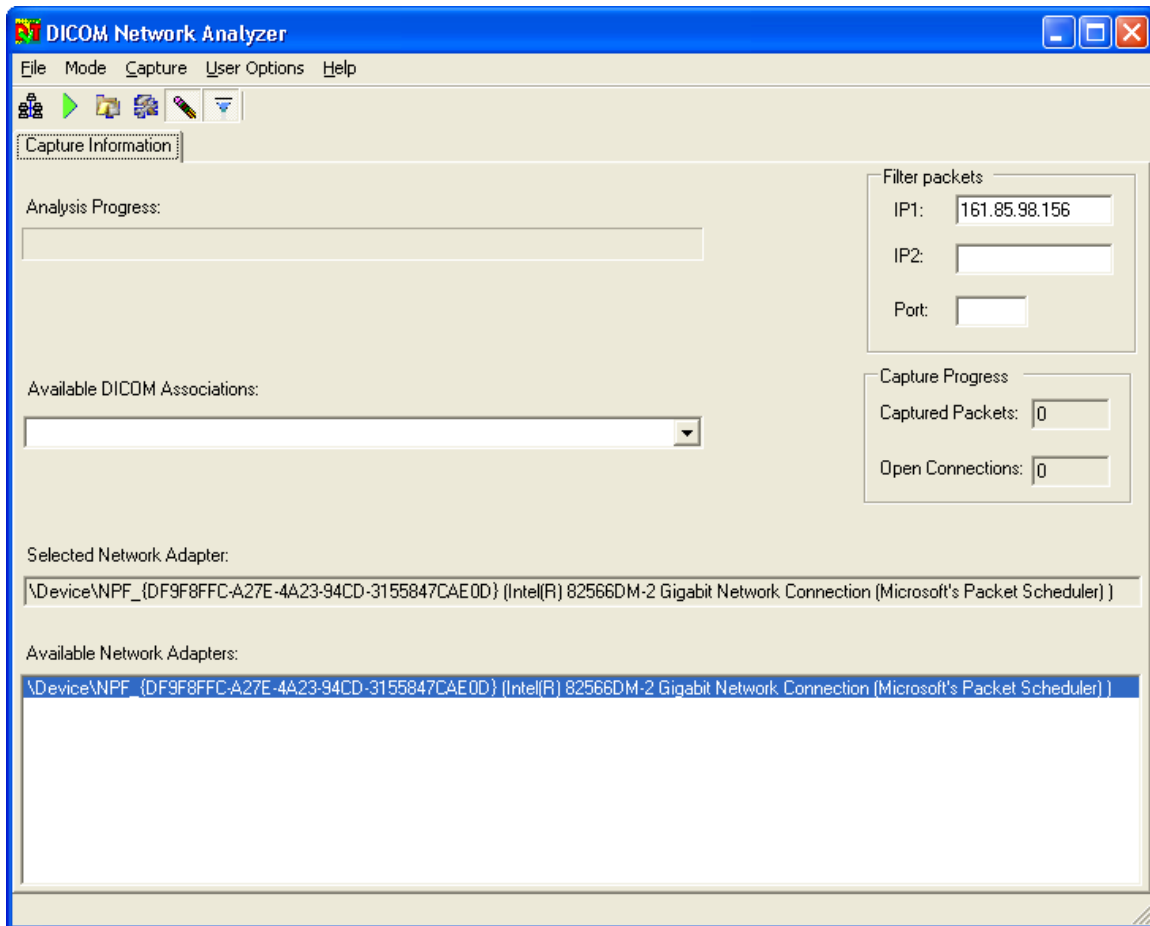 DICOM Network Analyzer
File Mode Capture User Options Help
Capture Information
Filter packets
Analysis Progress:
IP1: 161.85.98.156
IP2:
Port:
Available DICOM Associations:
Capture Progress
Captured Packets: 0
Open Connections: 0
Selected Network Adapter:
\Device\NPF_{DF9F8FFC-A27E-4A23-94CD-3155847CAE0D} (Intel(R) 82566DM-2 Gigabit Network Connection (Microsoft's Packet Scheduler) )
Available Network Adapters:
\Device\NPF_{DF9F8FFC-A27E-4A23-94CD-3155847CAE0D} (Intel(R) 82566DM-2 Gigabit Network Connection (Microsoft's Packet Scheduler) )